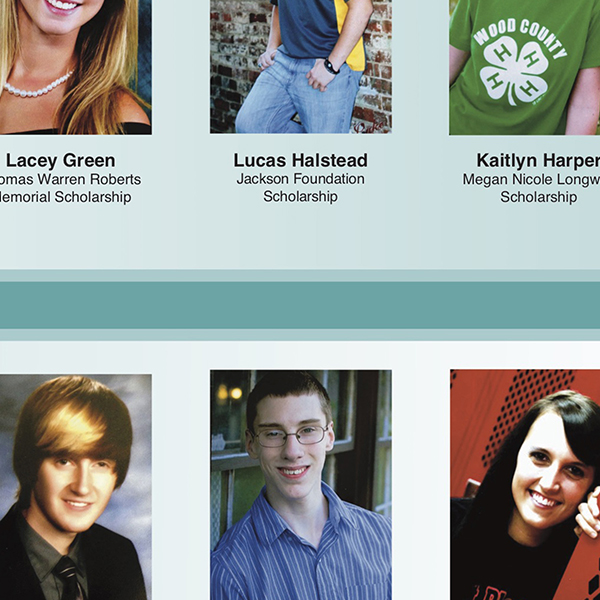 WOOD COUNTY
H H
H H
Lacey Green
Lucas Halstead
Kaitlyn Harper
omas Warren Roberts
Jackson Foundation
Megan Nicole Longw
emorial Scholarship
Scholarship
Scholarship